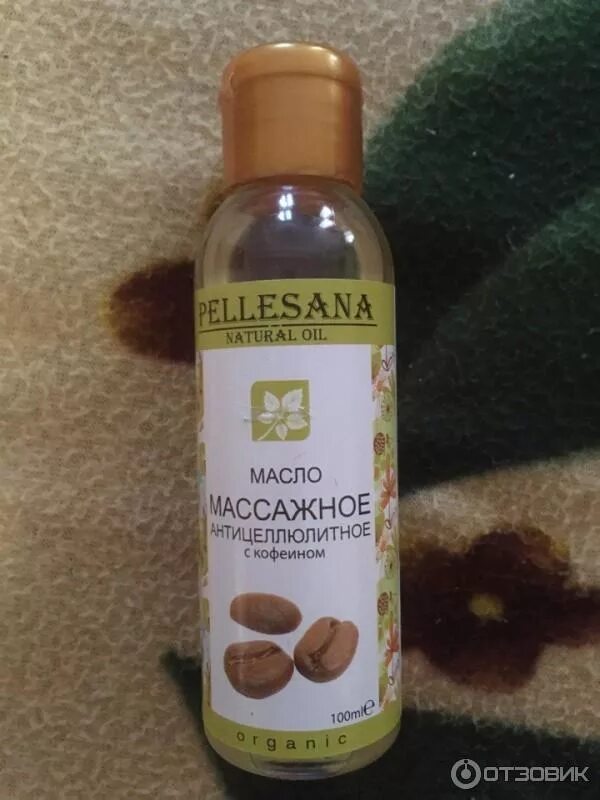 PELLESANA
NATURAL OIL
МАСЛО
МАССАЖНОЕ
АНТИЦЕЛЛЮЛИТНОЕ
с кофеином
100ml℮
organic
ОТЗОВИК